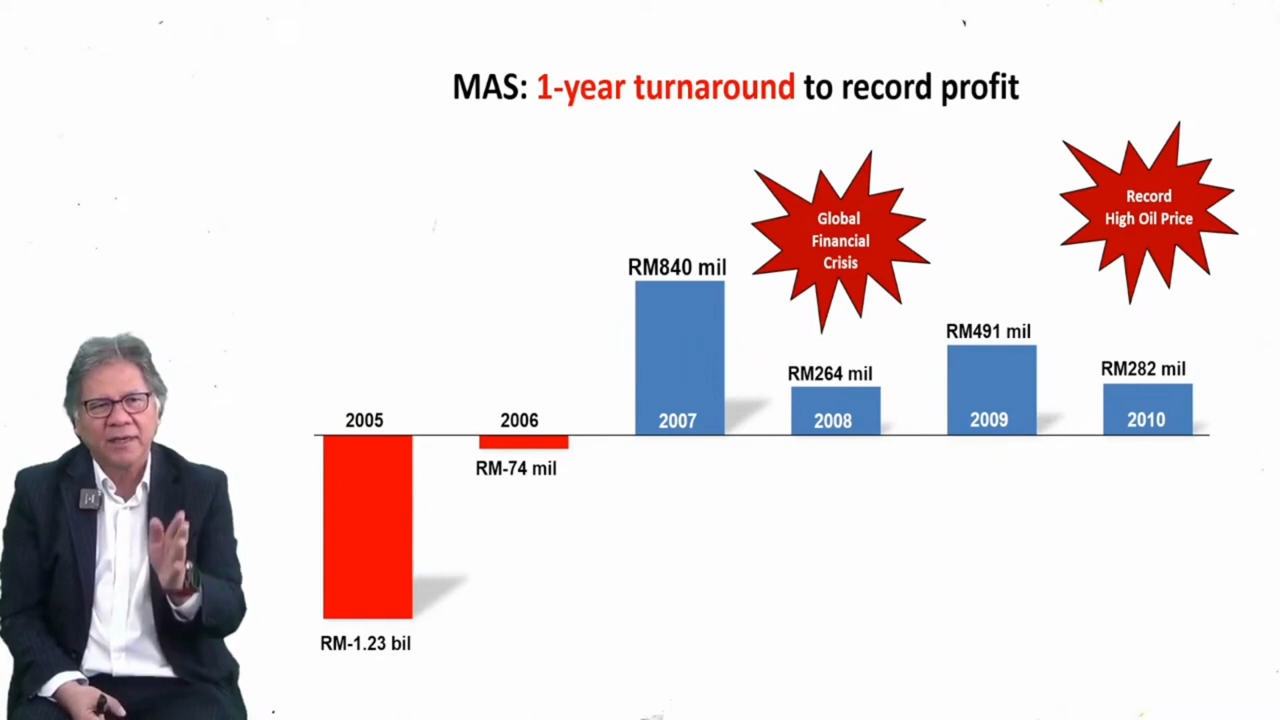 MAS: 1-year turnaround to record profit
Global
Financial
Crisis
Record
High Oil Price
RM840 mil
RM491 mil
RM264 mil
RM282 mil
2005
2006
2007
2008
2009
2010
RM-74 mil
RM-1.23 bil